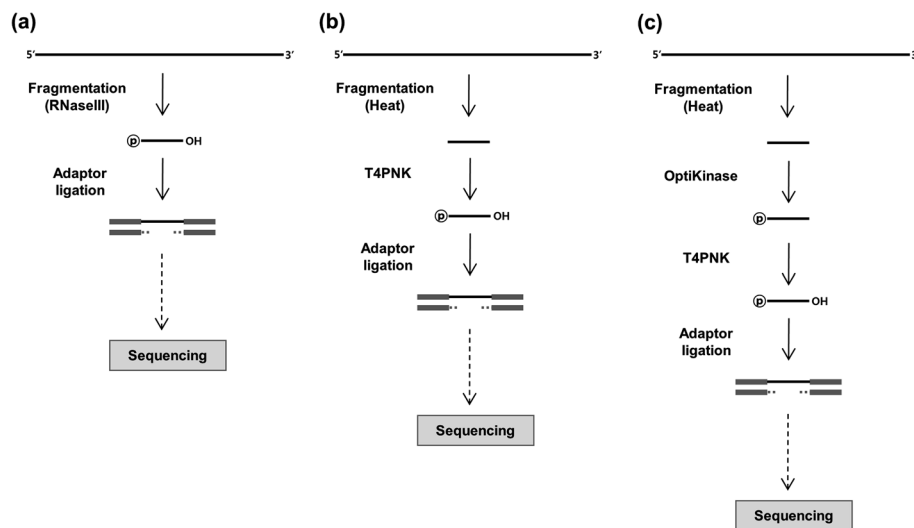 (a)
5′ 3′
Fragmentation
(RNaseIII)
p OH
Adaptor
ligation
Sequencing
(b)
5′ 3′
Fragmentation
(Heat)
T4PNK
p OH
Adaptor
ligation
Sequencing
(c)
5′ 3′
Fragmentation
(Heat)
OptiKinase
p
T4PNK
p OH
Adaptor
ligation
Sequencing